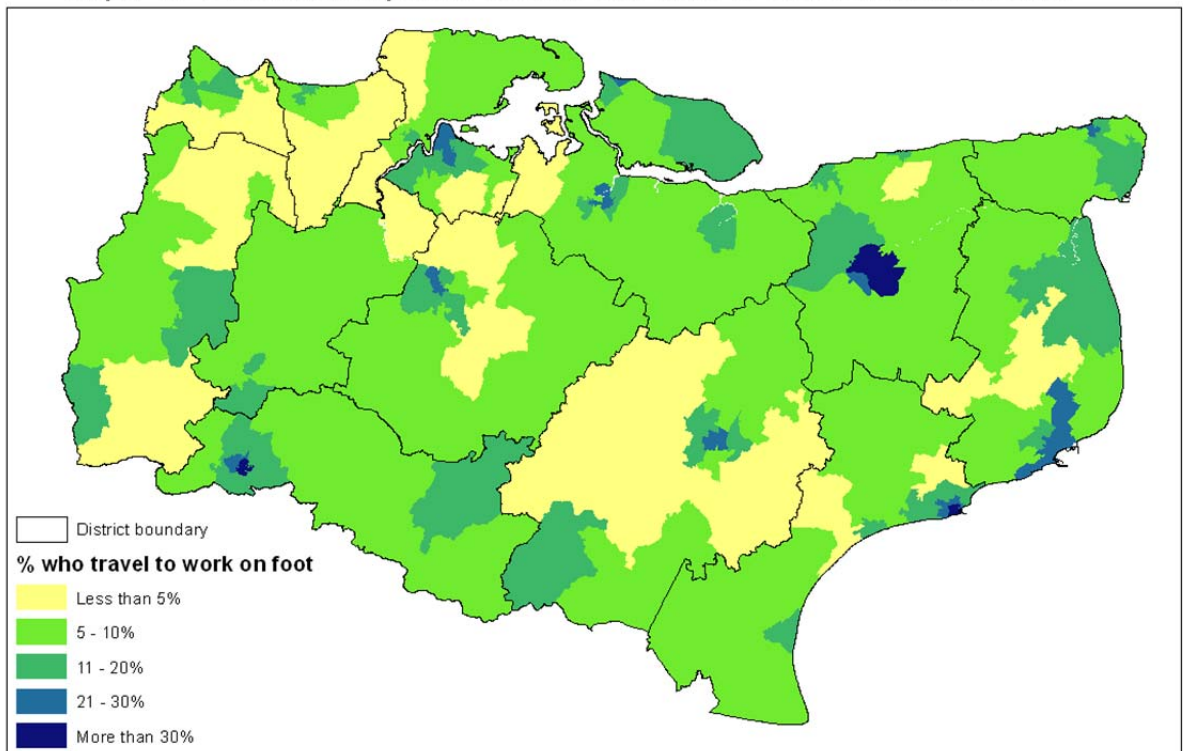 District boundary
% who travel to work on foot
Less than 5%
5 - 10%
11 - 20%
21 - 30%
More than 30%